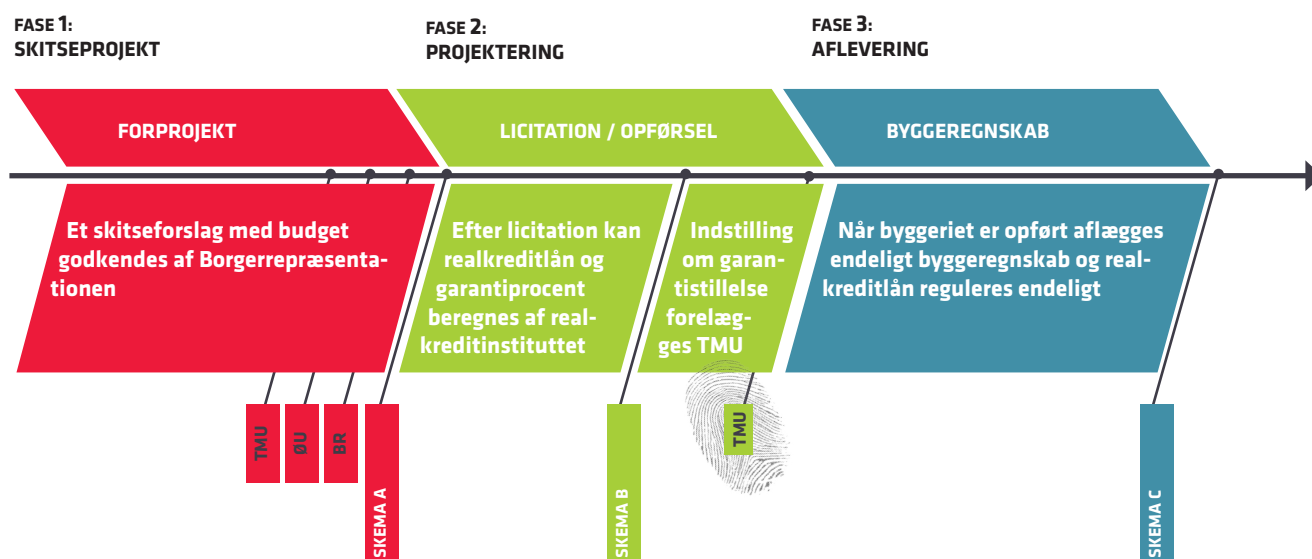 FASE 1:
SKITSEPROJEKT
FASE 2:
PROJEKTERING
FASE 3:
AFLEVERING
FORPROJEKT
LICITATION / OPFØRSEL
BYGGEREGNSKAB
Et skitseforslag med budget
godkendes af Borgerrepræsenta-
tionen
Efter licitation kan
realkreditlån og
garantiprocent
beregnes af real-
kreditinstituttet
Indstilling
om garan-
tistillelse
forelæg-
ges TMU
Når byggeriet er opført aflægges
endeligt byggeregnskab og real-
kreditlån reguleres endeligt
TMU
ØU
BR
SKEMA A
SKEMA B
TMU
SKEMA C